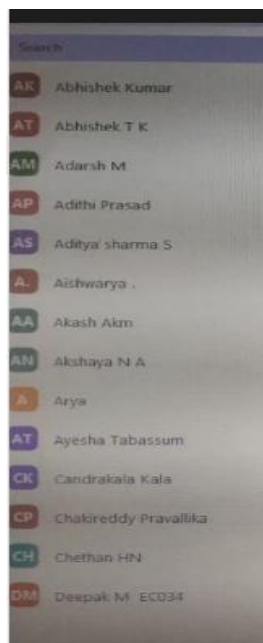 Search
AK Abhishek Kumar
AT Abhishek T K
AM Adarsh M
AP Adithi Prasad
AS Aditya sharma S
A. Aishwarya .
AA Akash Akm
AN Akshaya N A
A Arya
AT Ayesha Tabassum
CK Candrakala Kala
CP Chakireddy Pravallika
CH Chethan HN
DM Deepak M EC034